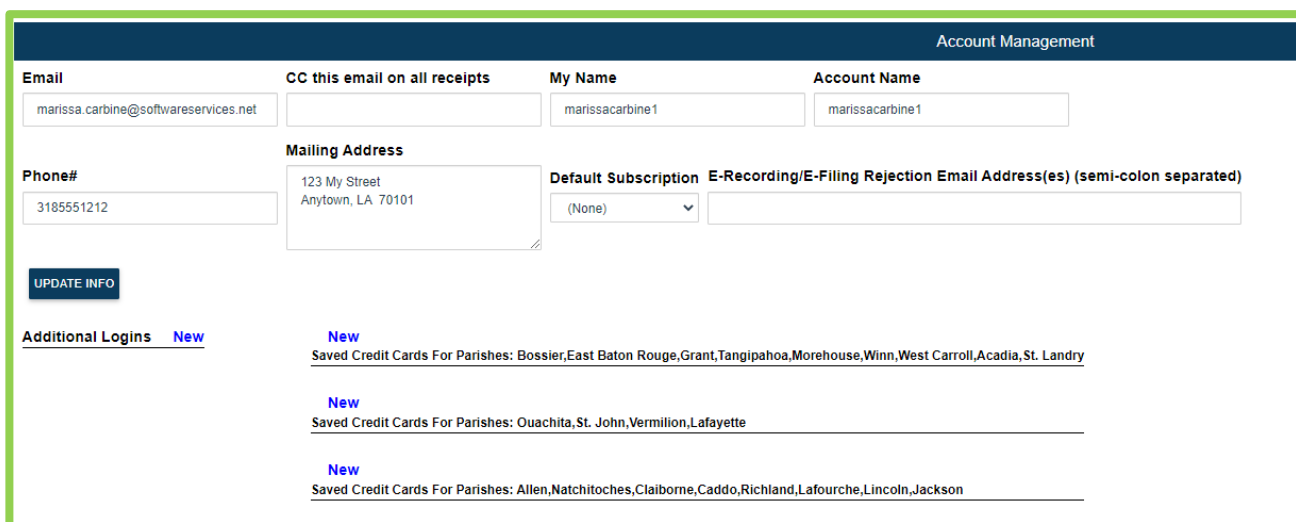 Account Management
Email
CC this email on all receipts
My Name
Account Name
marissa.carbine@softwareservices.net
marissacarbine1
marissacarbine1
Mailing Address
Phone#
123 My Street
Anytown, LA 70101
Default Subscription
E-Recording/E-Filing Rejection Email Address(es) (semi-colon separated)
3185551212
(None)
UPDATE INFO
Additional Logins New
New
Saved Credit Cards For Parishes: Bossier,East Baton Rouge,Grant,Tangipahoa,Morehouse,Winn,West Carroll,Acadia,St. Landry
New
Saved Credit Cards For Parishes: Ouachita,St. John,Vermilion,Lafayette
New
Saved Credit Cards For Parishes: Allen,Natchitoches,Claiborne,Caddo,Richland,Lafourche,Lincoln,Jackson